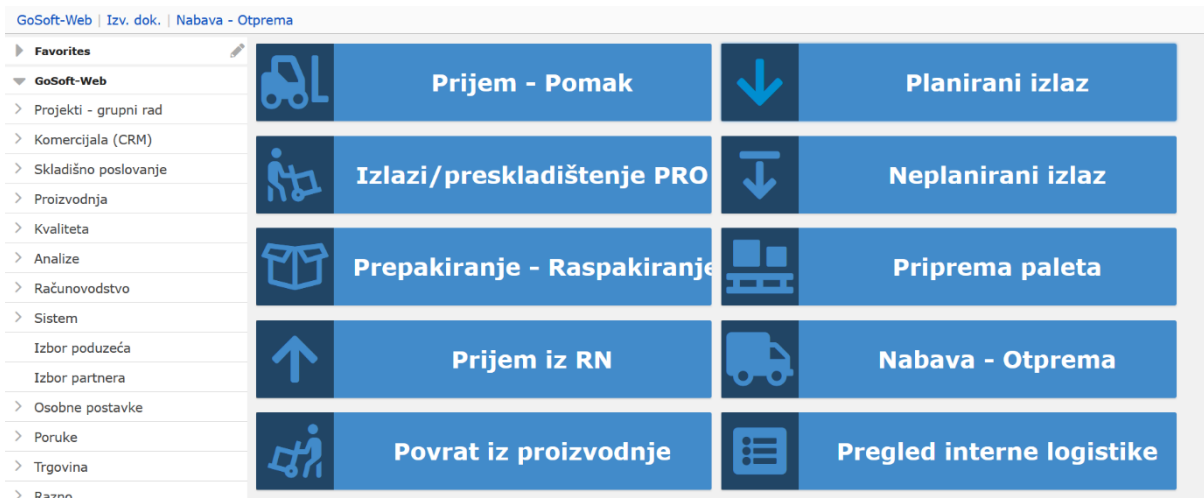 GoSoft-Web | Izv. dok. | Nabava - Otprema
Favorites
GoSoft-Web
Projekti - grupni rad
Komercijala (CRM)
Skladišno poslovanje
Proizvodnja
Kvaliteta
Analize
Računovodstvo
Sistem
Izbor poduzeća
Izbor partnera
Osobne postavke
Poruke
Trgovina
Razno
Prijem - Pomak
Planirani izlaz
Izlazi/preskladištenje PRO
Neplanirani izlaz
Prepakiranje - Raspakiranje
Priprema paleta
Prijem iz RN
Nabava - Otprema
Povrat iz proizvodnje
Pregled interne logistike